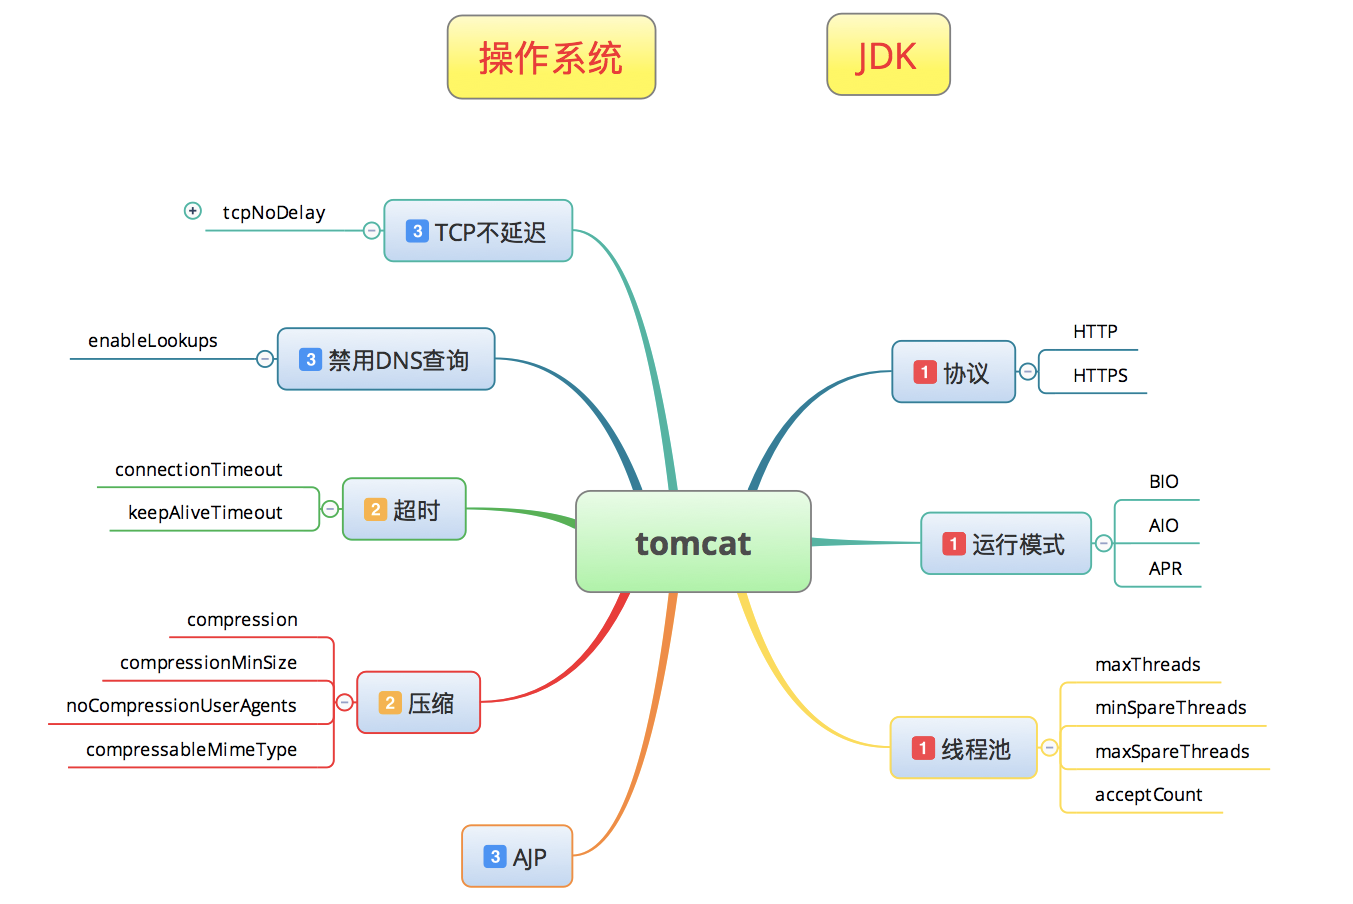 操作系统
JDK
tcpNoDelay
3 TCP不延迟
enableLookups
3 禁用DNS查询
connectionTimeout
keepAliveTimeout
2 超时
compression
compressionMinSize
noCompressionUserAgents
compressableMimeType
2 压缩
3 AJP
tomcat
1 协议
HTTP
HTTPS
1 运行模式
BIO
AIO
APR
1 线程池
maxThreads
minSpareThreads
maxSpareThreads
acceptCount